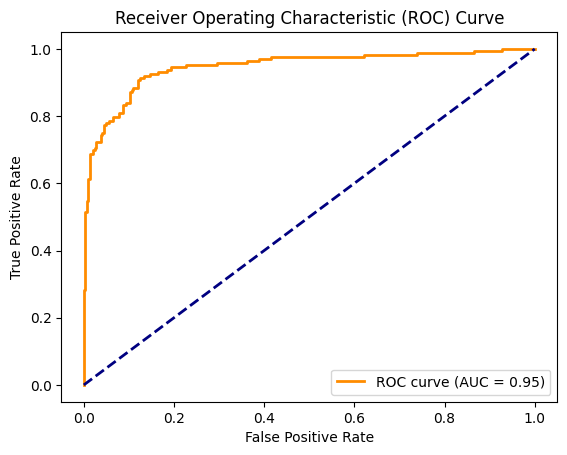 Receiver Operating Characteristic (ROC) Curve
1.0
0.8
0.6
0.4
0.2
0.0
True Positive Rate
ROC curve (AUC = 0.95)
0.0 0.2 0.4 0.6 0.8 1.0
False Positive Rate